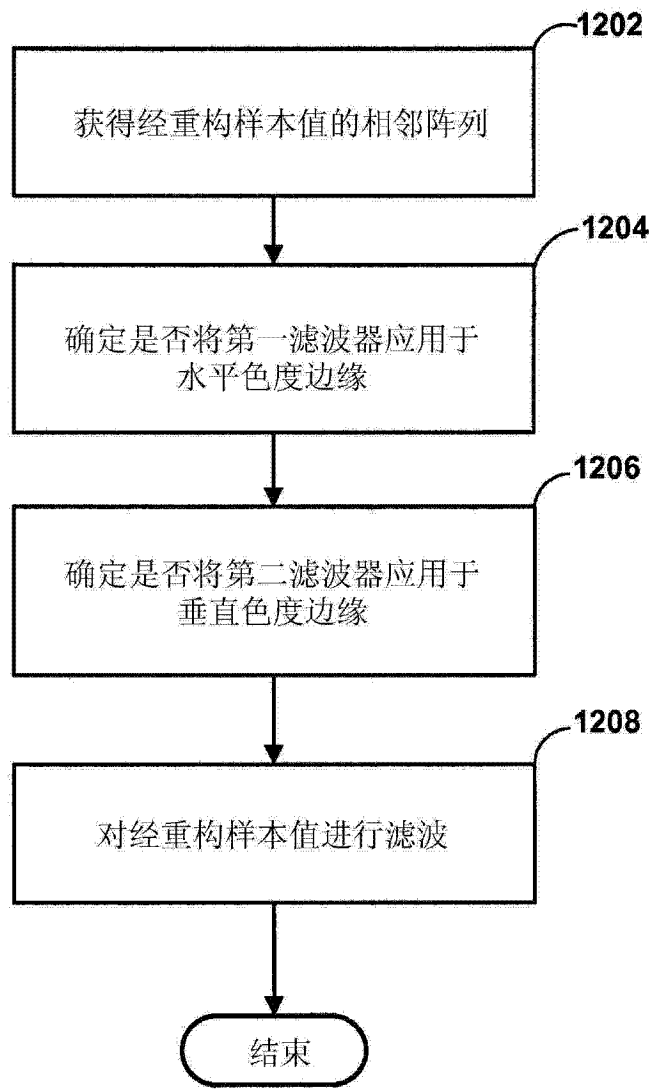 1202
获得经重构样本值的相邻阵列
1204
确定是否将第一滤波器应用于
水平色度边缘
1206
确定是否将第二滤波器应用于
垂直色度边缘
1208
对经重构样本值进行滤波
结束